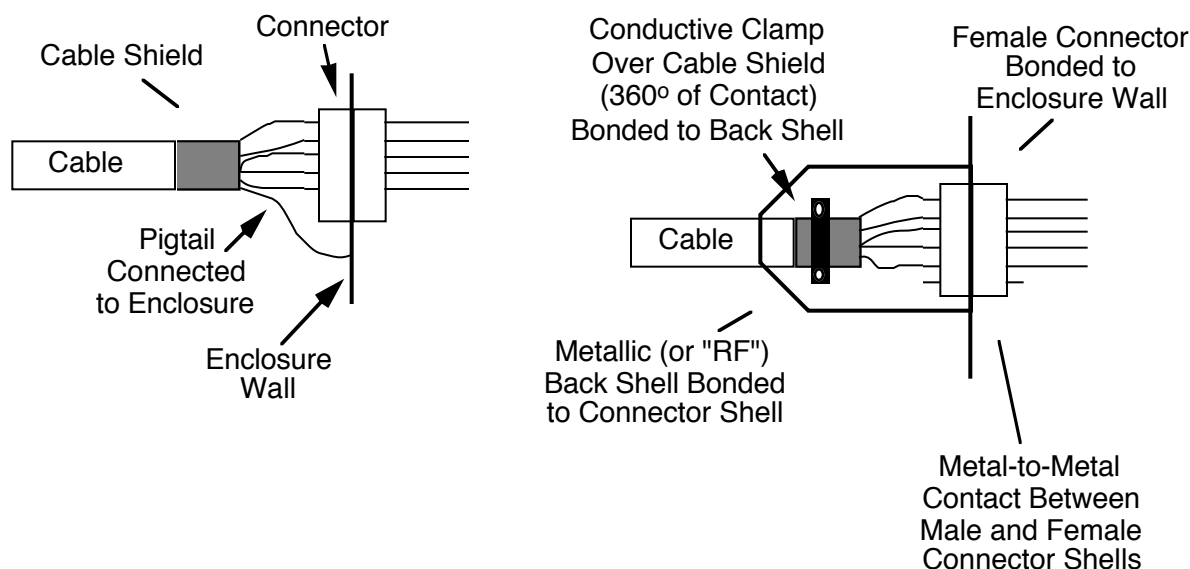 Connector
Cable Shield
Cable
Pigtail
Connected
to Enclosure
Enclosure
Wall
Conductive Clamp
Over Cable Shield
(360º of Contact)
Bonded to Back Shell
Female Connector
Bonded to
Enclosure Wall
Cable
Metallic (or "RF")
Back Shell Bonded
to Connector Shell
Metal-to-Metal
Contact Between
Male and Female
Connector Shells